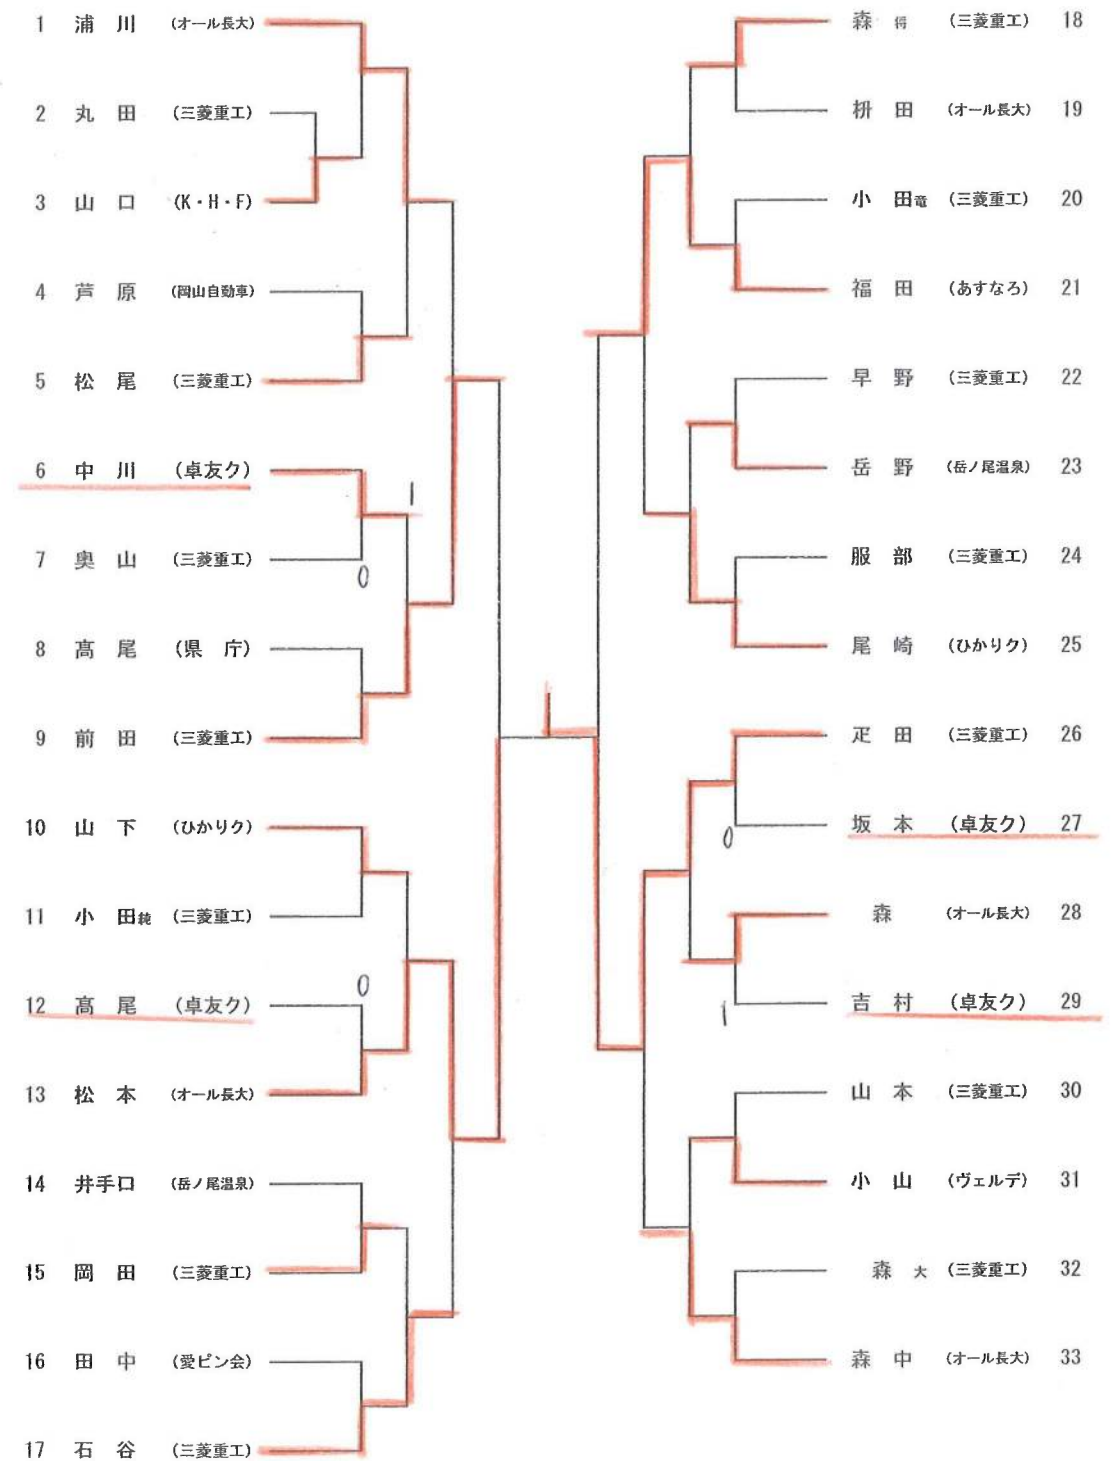 1 浦川 (オール長大)
2 丸田 (三菱重工)
3 山口 (K・H・F)
4 芦原 (岡山自動車)
5 松尾 (三菱重工)
6 中川 (卓友ク)
1
7 奥山 (三菱重工)
0
8 髙尾 (県庁)
9 前田 (三菱重工)
10 山下 (ひかりク)
11 小田 (三菱重工)
0
12 髙尾 (卓友ク)
13 松本 (オール長大)
14 井手口 (岳ノ尾温泉)
15 岡田 (三菱重工)
16 田中 (愛ピン会)
17 石谷 (三菱重工)
森将 (三菱重工) 18
枡田 (オール長大) 19
小田竜 (三菱重工) 20
福田 (あすなろ) 21
早野 (三菱重工) 22
岳野 (岳ノ尾温泉) 23
服部 (三菱重工) 24
尾崎 (ひかりク) 25
疋田 (三菱重工) 26
坂本 (卓友ク) 27
0
森 (オール長大) 28
吉村 (卓友ク) 29
1
山本 (三菱重工) 30
小山 (ヴェルデ) 31
森大 (三菱重工) 32
森中 (オール長大) 33